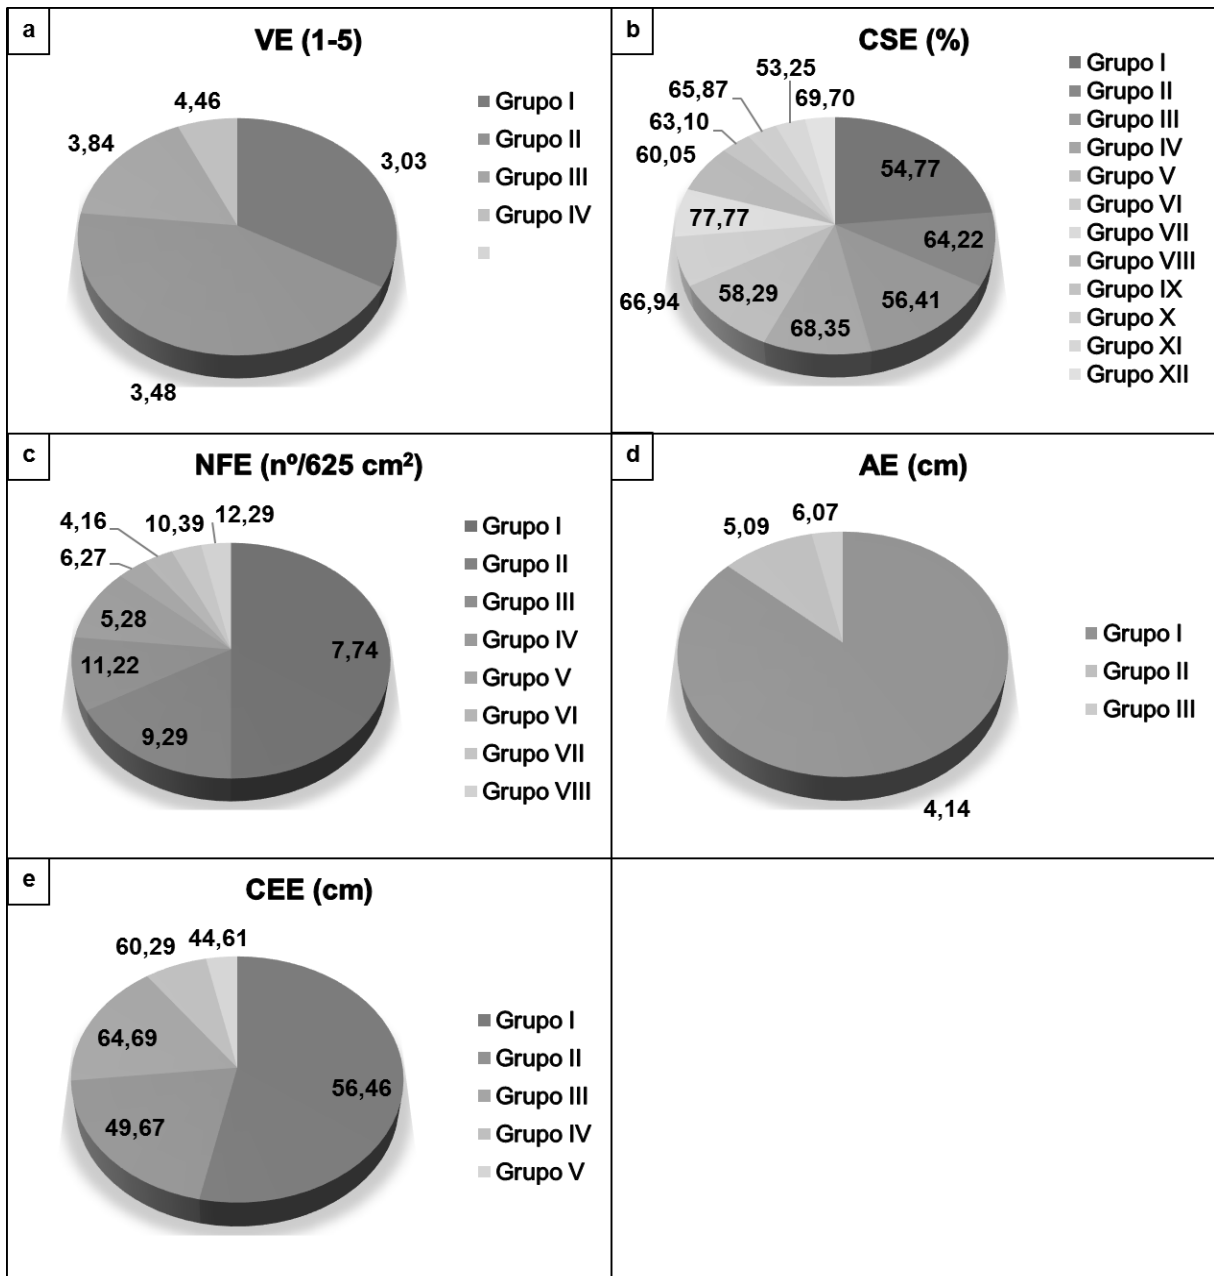 a
VE (1-5)
4,46
3,84
3,03
3,48
Grupo I
Grupo II
Grupo III
Grupo IV
b
CSE (%)
53,25
65,87
69,70
63,10
60,05
54,77
77,77
64,22
66,94
58,29
56,41
68,35
Grupo I
Grupo II
Grupo III
Grupo IV
Grupo V
Grupo VI
Grupo VII
Grupo VIII
Grupo IX
Grupo X
Grupo XI
Grupo XII
c
NFE (nº/625 cm²)
4,16
10,39
12,29
6,27
5,28
7,74
11,22
9,29
Grupo I
Grupo II
Grupo III
Grupo IV
Grupo V
Grupo VI
Grupo VII
Grupo VIII
d
AE (cm)
5,09
6,07
4,14
Grupo I
Grupo II
Grupo III
e
CEE (cm)
60,29
44,61
64,69
56,46
49,67
Grupo I
Grupo II
Grupo III
Grupo IV
Grupo V